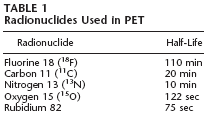 TABLE 1
Radionuclides Used in PET
Radionuclide Half-Life
Fluorine 18 (¹⁸F) 110 min
Carbon 11 (¹¹C) 20 min
Nitrogen 13 (¹³N) 10 min
Oxygen 15 (¹⁵O) 122 sec
Rubidium 82 75 sec